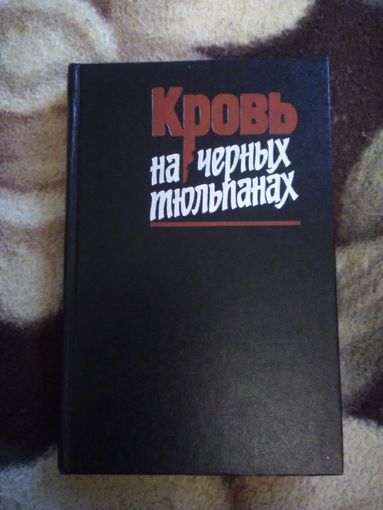 Кровь
на черных
тюльпанах